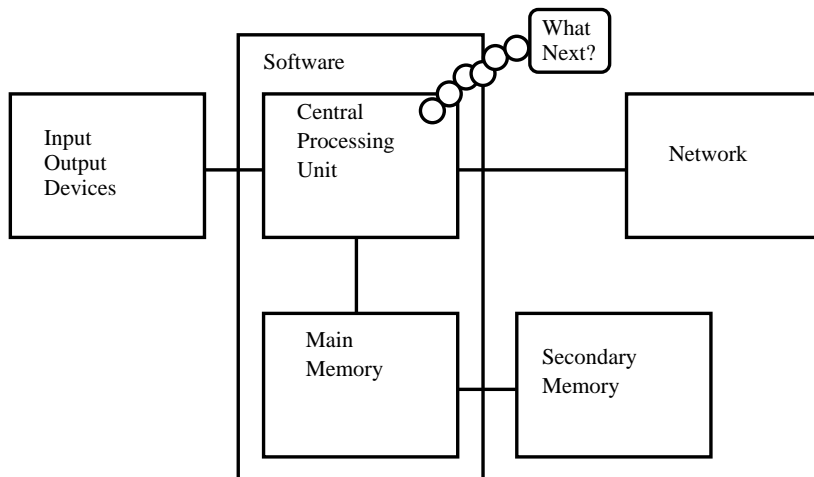 What
Next?
Software
Input
Output
Devices
Central
Processing
Unit
Network
Main
Memory
Secondary
Memory